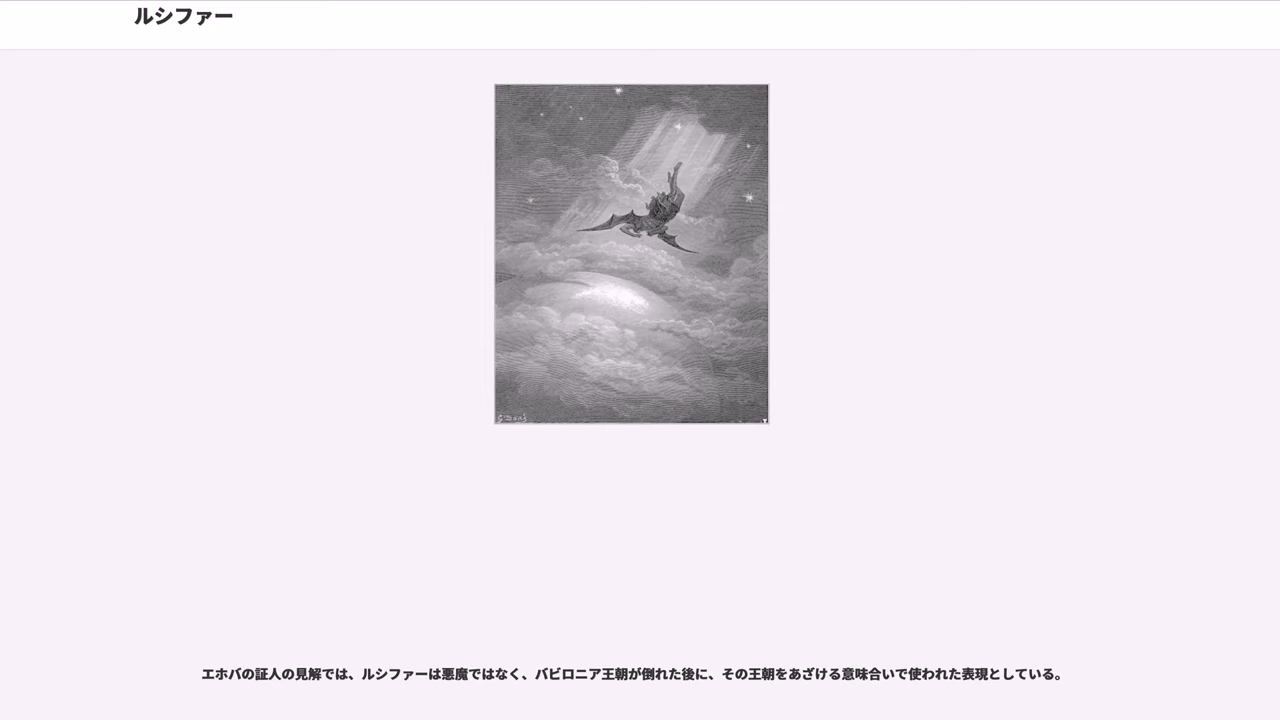 ルシファー
エホバの証人の見解では、ルシファーは悪魔ではなく、バビロニア王朝が倒れた後に、その王朝をあざける意味合いで使われた表現としている。